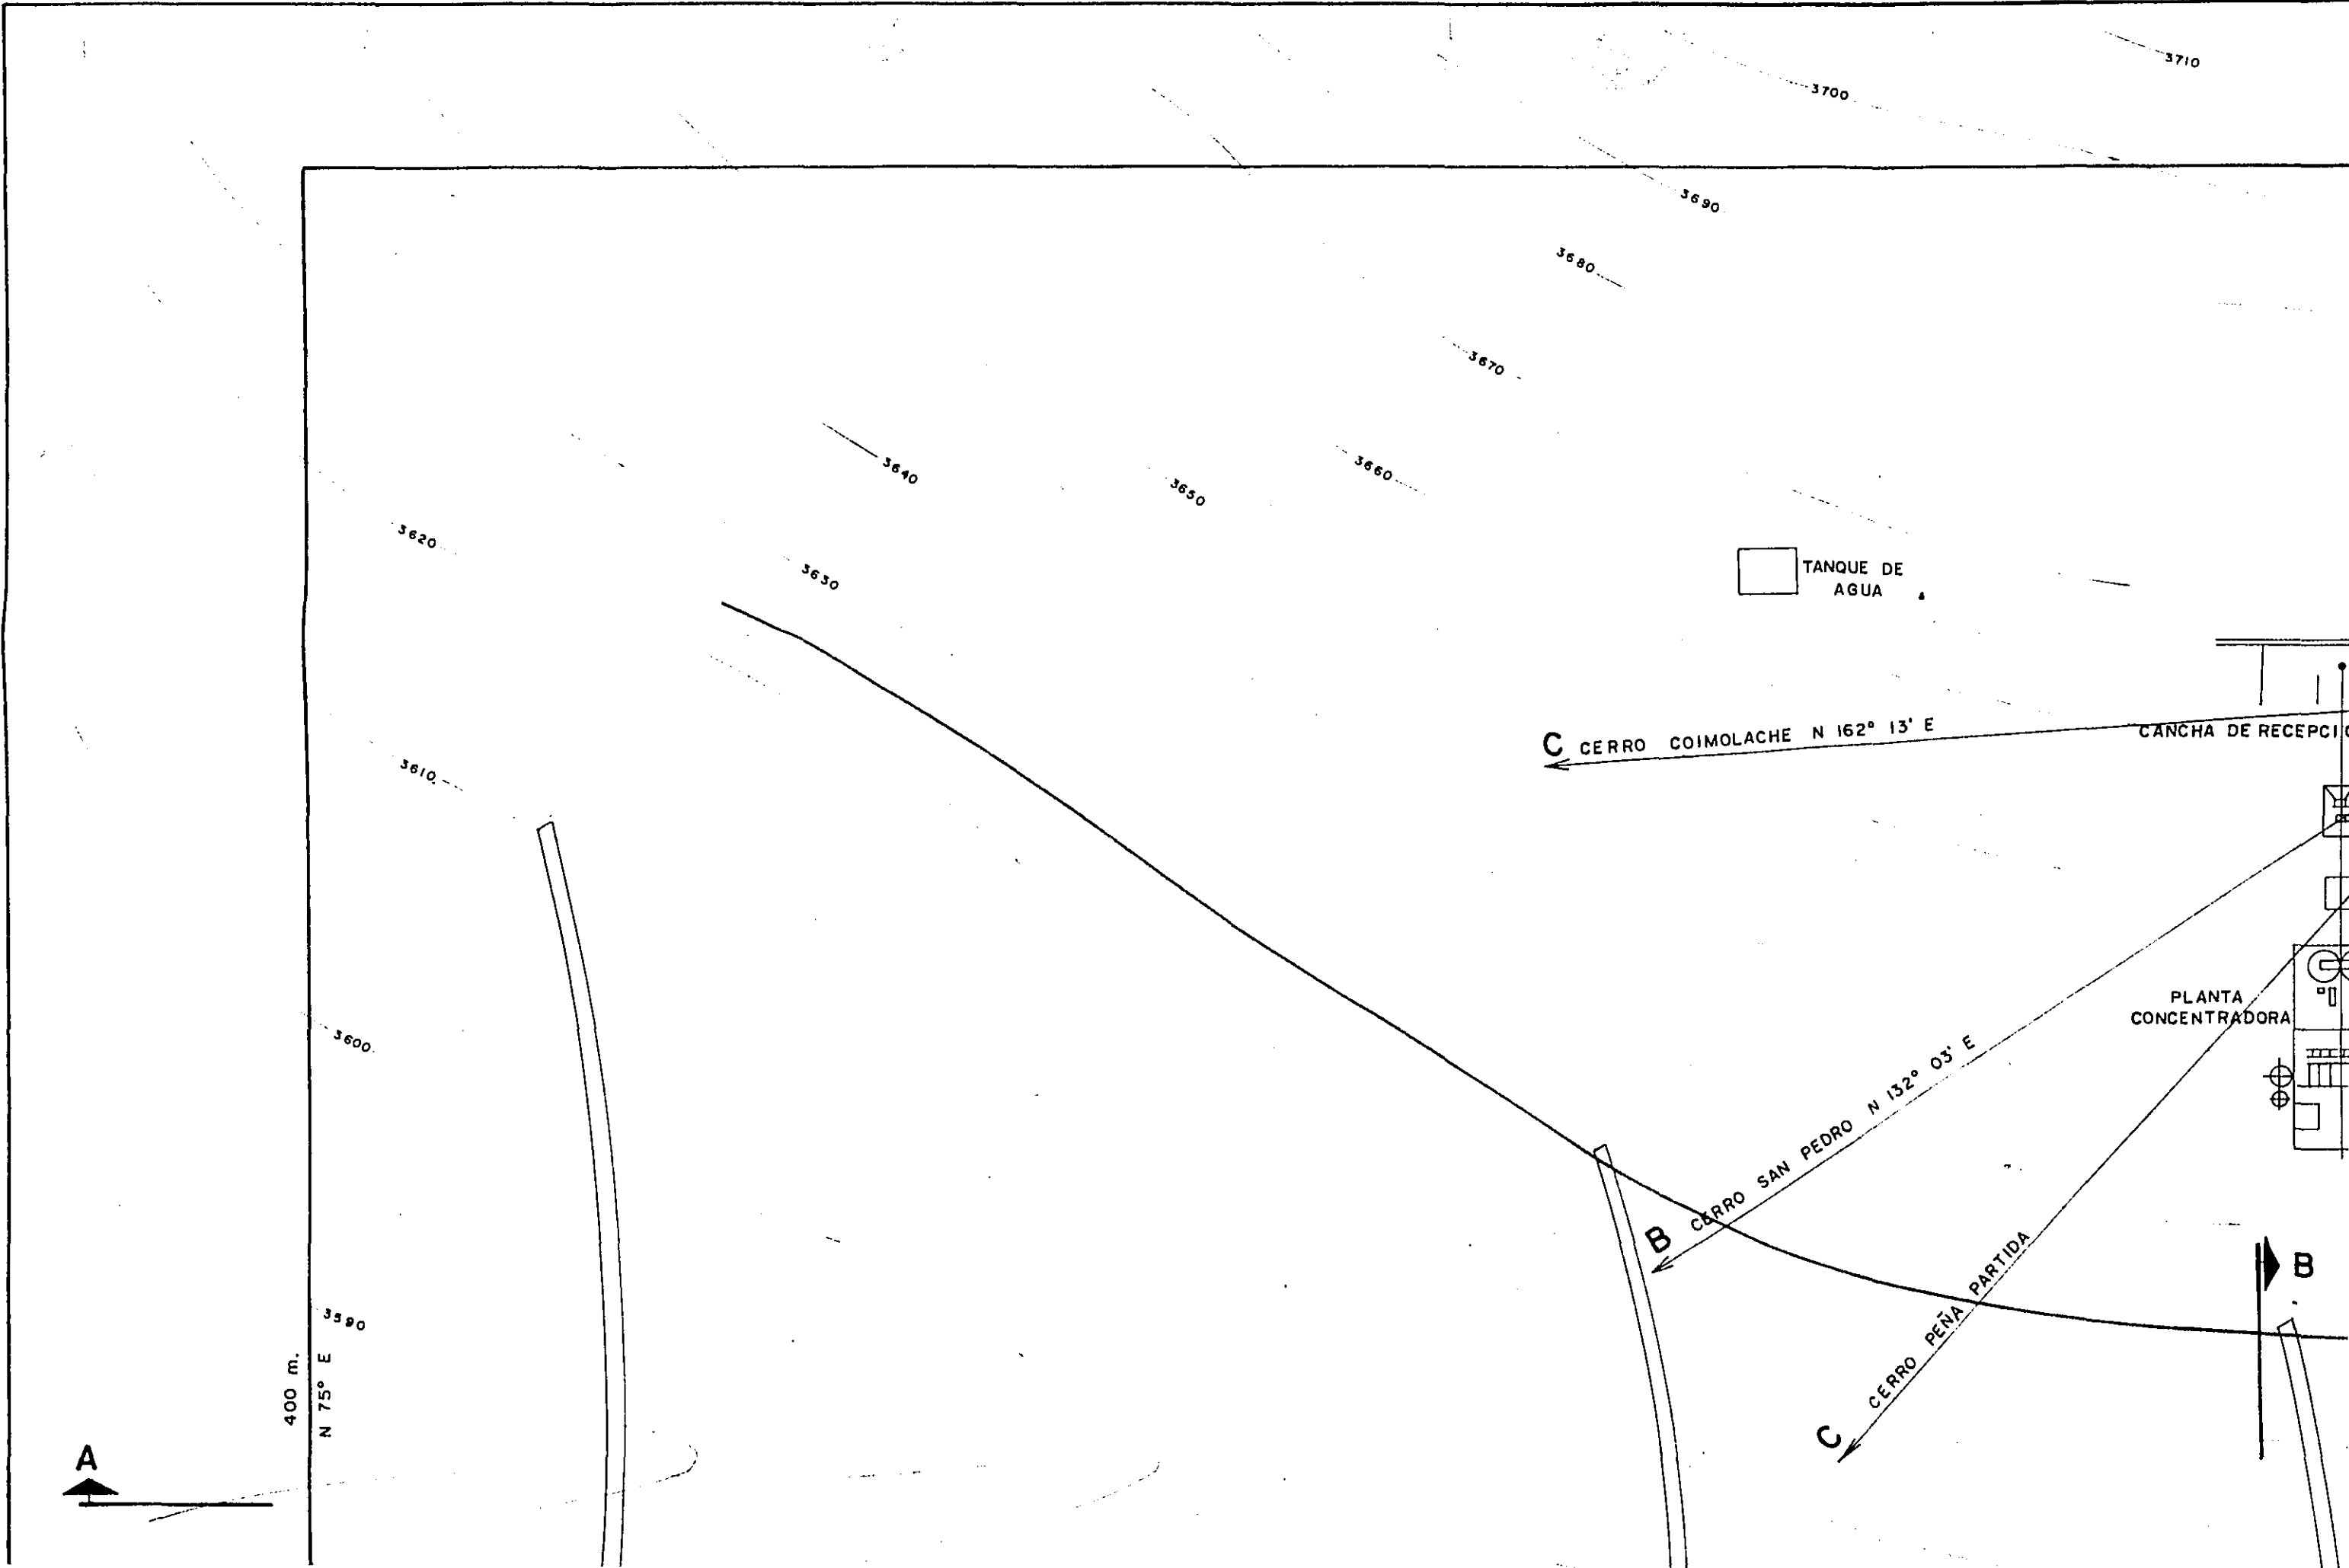 3710
3700
3690
3680
3670
3640
3650
3660
3620
3630
TANQUE DE
AGUA
C CERRO COIMOLACHE N 162° 13' E
CANCHA DE RECEPCIO
3610
PLANTA
CONCENTRADORA
3600
B CERRO SAN PEDRO N 132° 03' E
B
C CERRO PEÑA PARTIDA
3590
400 m.
N 75° E
A